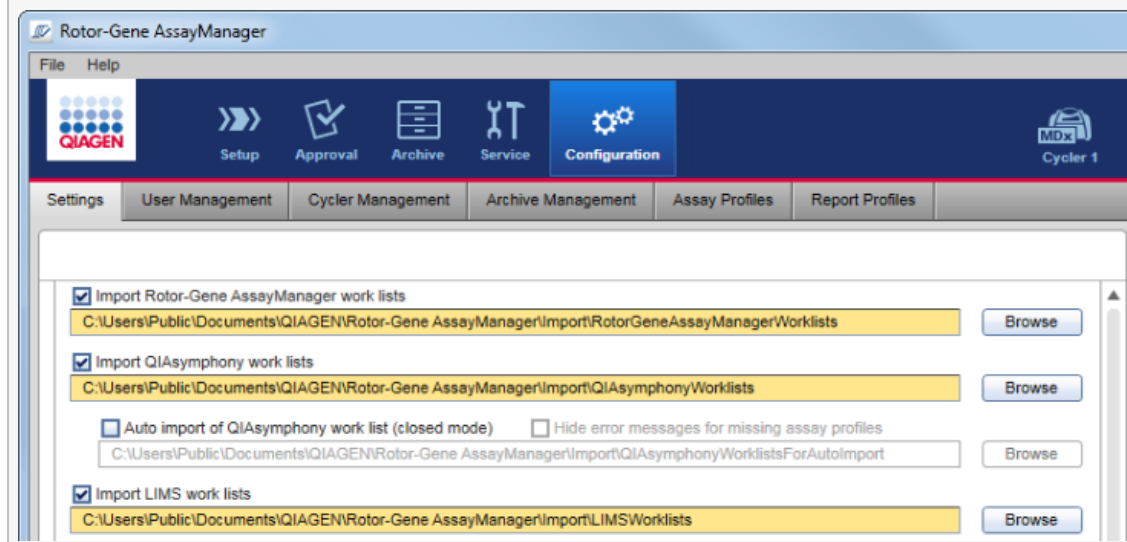 Rotor-Gene AssayManager
File Help
QIAGEN
Setup Approval Archive Service Configuration MDx Cycler 1
Settings User Management Cycler Management Archive Management Assay Profiles Report Profiles
Import Rotor-Gene AssayManager work lists
C:\Users\Public\Documents\QIAGEN\Rotor-Gene AssayManager\Import\RotorGeneAssayManagerWorklists Browse
Import QIAsymphony work lists
C:\Users\Public\Documents\QIAGEN\Rotor-Gene AssayManager\Import\QIAsymphonyWorklists Browse
Auto import of QIAsymphony work list (closed mode) Hide error messages for missing assay profiles
C:\Users\Public\Documents\QIAGEN\Rotor-Gene AssayManager\Import\QIAsymphonyWorklistsForAutoImport Browse
Import LIMS work lists
C:\Users\Public\Documents\QIAGEN\Rotor-Gene AssayManager\Import\LIMSWorklists Browse